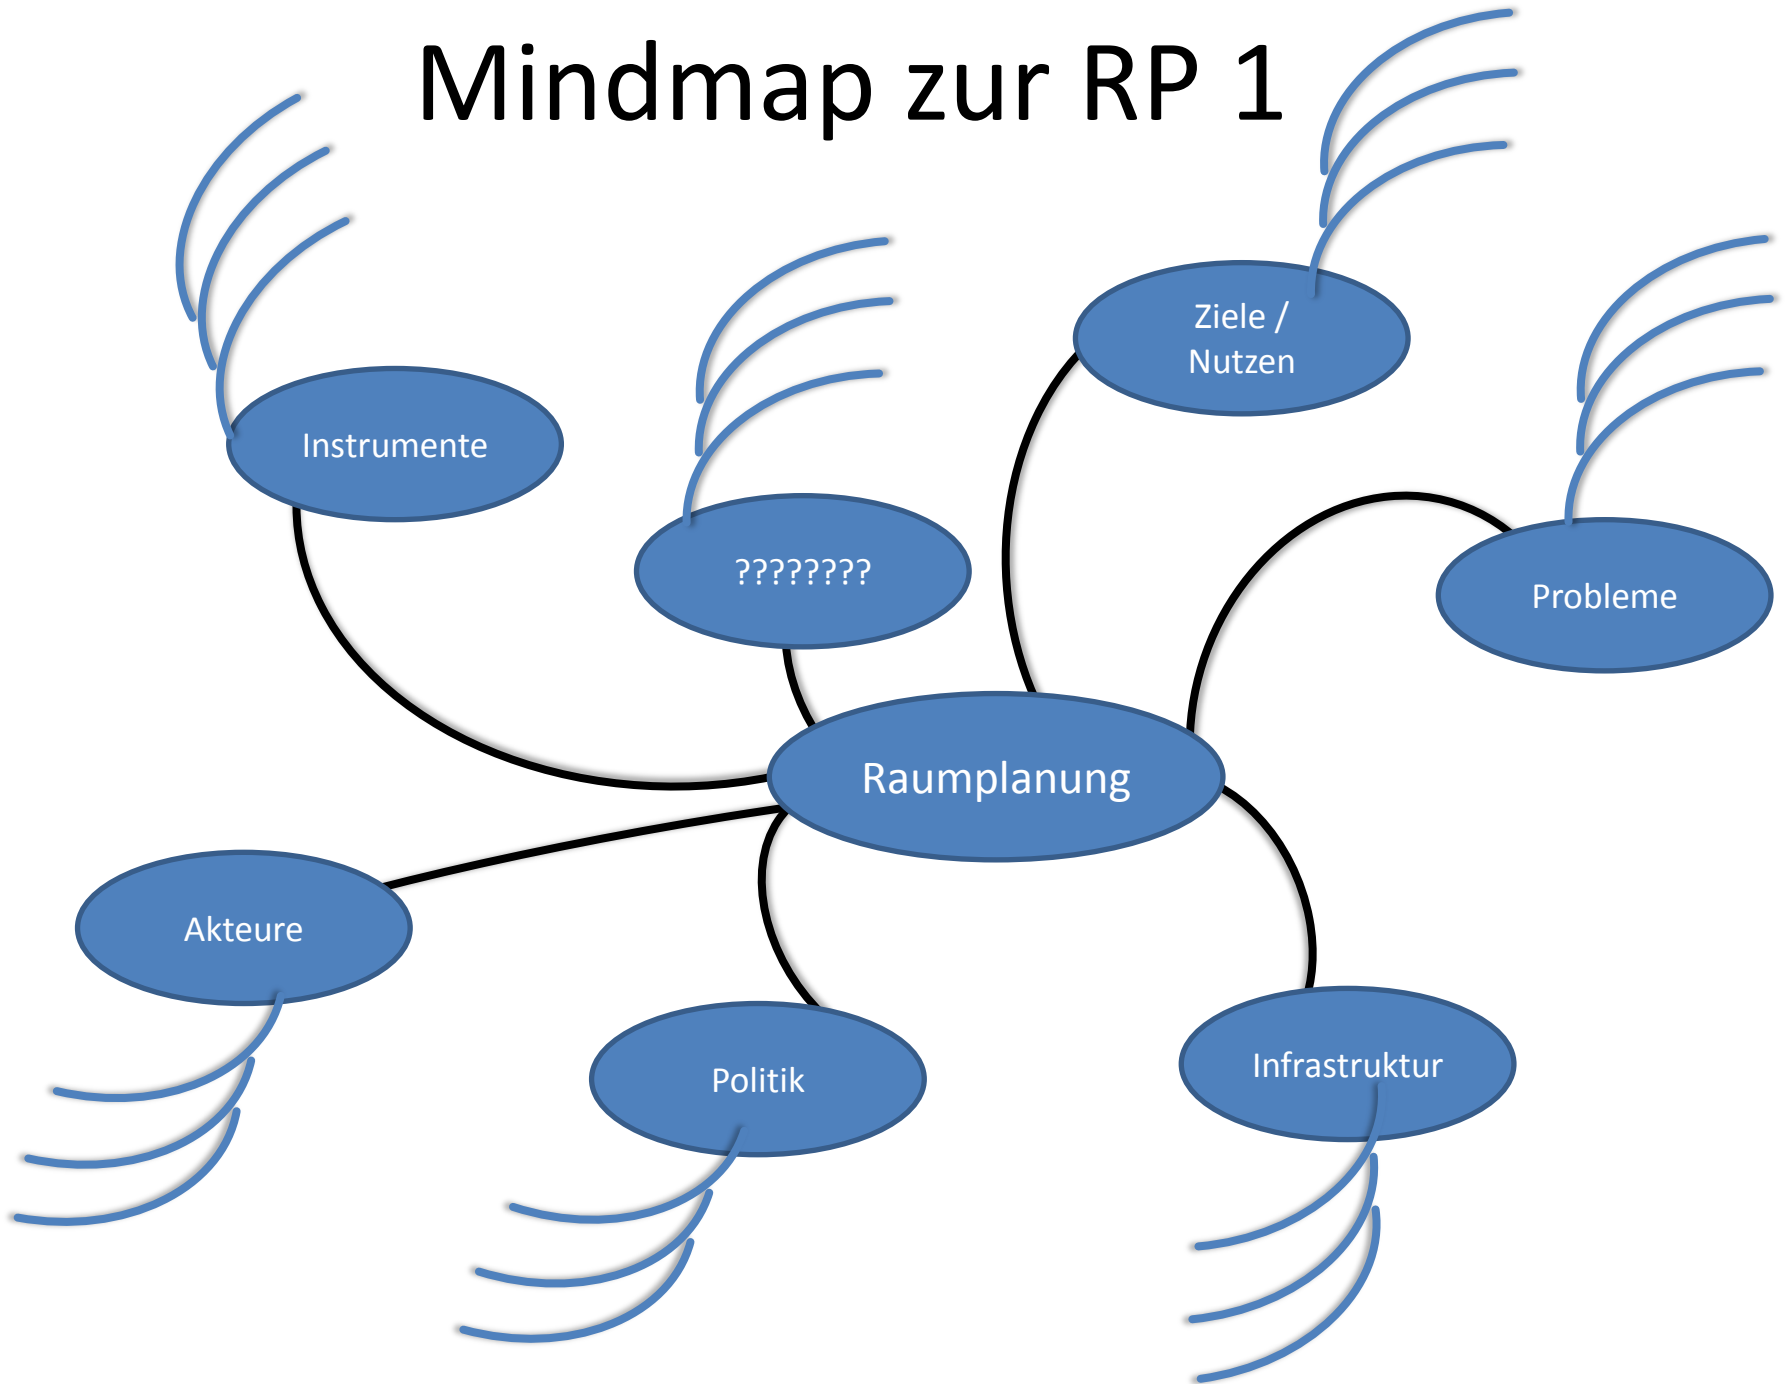 Mindmap zur RP 1
Ziele /
Nutzen
Instrumente
????????
Probleme
Raumplanung
Akteure
Politik
Infrastruktur